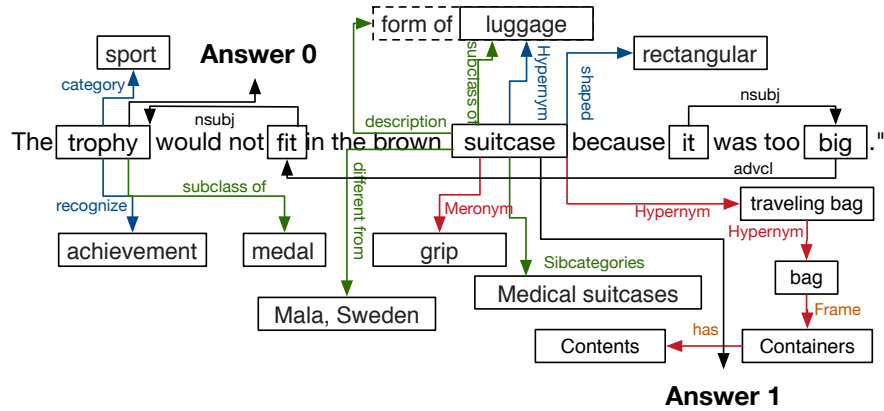 form of luggage
sport
Answer 0
rectangular
category
subclass of
Hypernym
shaped
nsubj
description
nsubj
The trophy would not fit in the brown suitcase because it was too big ."
advcl
recognize
subclass of
different from
Meronym
Hypernym
traveling bag
Hypernym
achievement
medal
grip
Sibcategories
bag
Mala, Sweden
Medical suitcases
Frame
has
Contents
Containers
Answer 1